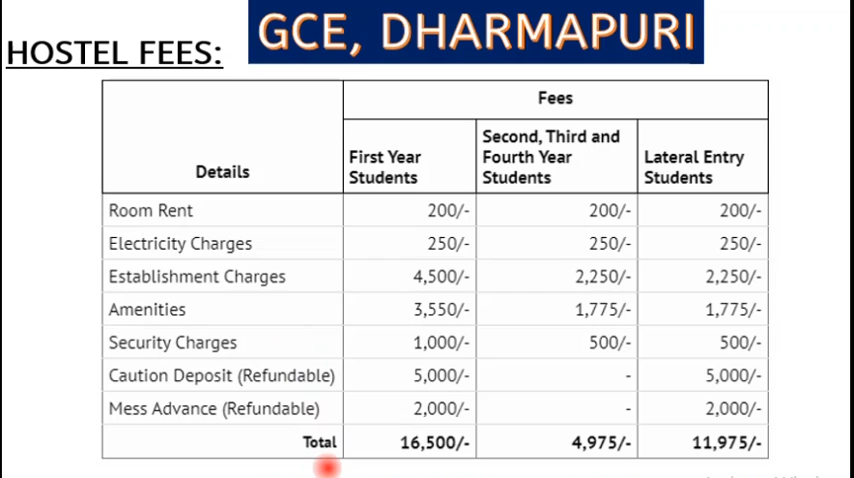 GCE, DHARMAPURI
HOSTEL FEES:
Details
Fees
First Year Students
Second, Third and Fourth Year Students
Lateral Entry Students
Room Rent 200/- 200/- 200/-
Electricity Charges 250/- 250/- 250/-
Establishment Charges 4,500/- 2,250/- 2,250/-
Amenities 3,550/- 1,775/- 1,775/-
Security Charges 1,000/- 500/- 500/-
Caution Deposit (Refundable) 5,000/- - 5,000/-
Mess Advance (Refundable) 2,000/- - 2,000/-
Total 16,500/- 4,975/- 11,975/-